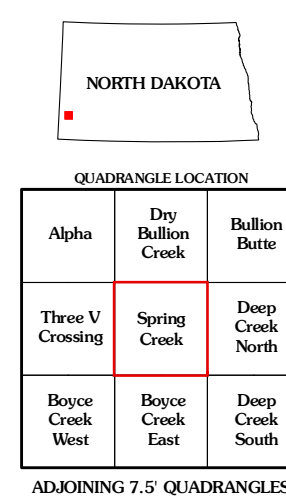 NORTH DAKOTA
QUADRANGLE LOCATION
Alpha
Dry
Bullion
Creek
Bullion
Butte
Three V
Crossing
Spring
Creek
Deep
Creek
North
Boyce
Creek
West
Boyce
Creek
East
Deep
Creek
South
ADJOINING 7.5' QUADRANGLES